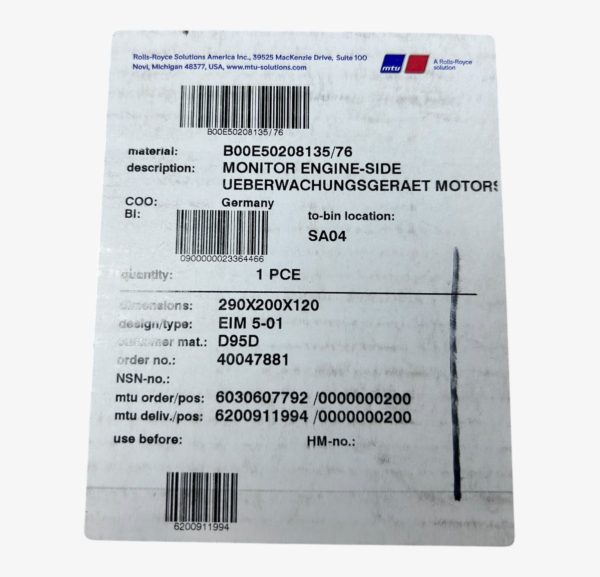 Rolls-Royce Solutions America Inc., 39525 MacKenzie Drive, Suite 100
Novi, Michigan 48377, USA, www.mtu-solutions.com
mtu
A Rolls-Royce
solution
B00E50208135/76
material: B00E50208135/76
description: MONITOR ENGINE-SIDE
UEBERWACHUNGSGERAET MOTORS
COO: Germany
BI:
to-bin location:
0900000023364466
SA04
quantity: 1 PCE
dimensions: 290X200X120
design/type: EIM 5-01
customer mat.: D95D
order no.: 40047881
NSN-no.:
mtu order/pos: 6030607792 /0000000200
mtu deliv./pos: 6200911994 /0000000200
use before: HM-no.:
6200911994